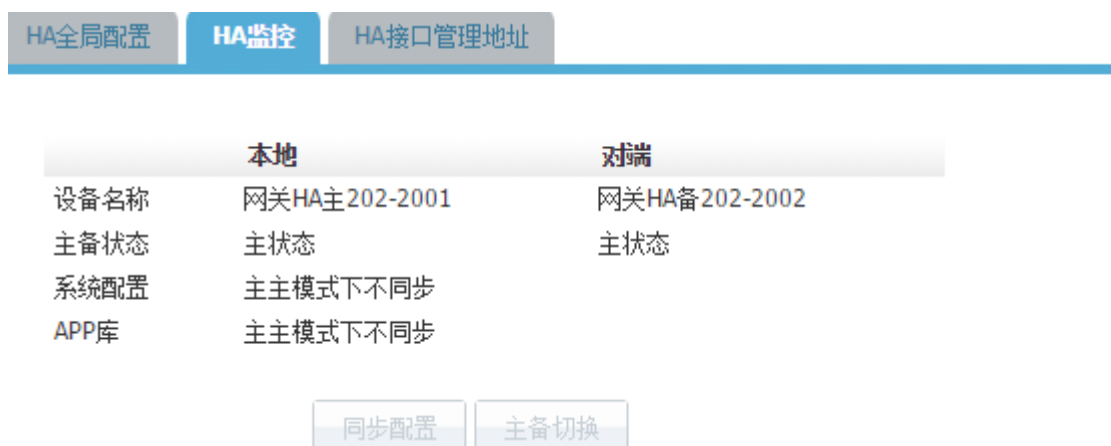 HA全局配置 HA监控 HA接口管理地址
本地 对端
设备名称 网关HA主202-2001 网关HA备202-2002
主备状态 主状态 主状态
系统配置 主主模式下不同步
APP库 主主模式下不同步
同步配置 主备切换